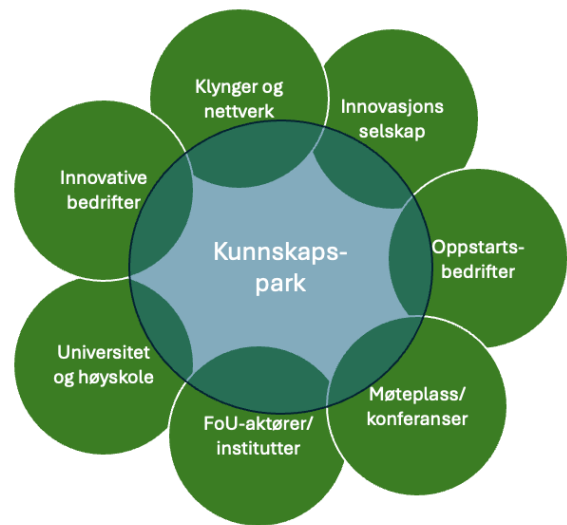 Klynger og
nettverk
Innovasjons
selskap
Innovative
bedrifter
Oppstarts-
bedrifter
Kunnskaps-
park
Universitet
og høyskole
Møteplass/
konferanser
FoU-aktører/
institutter